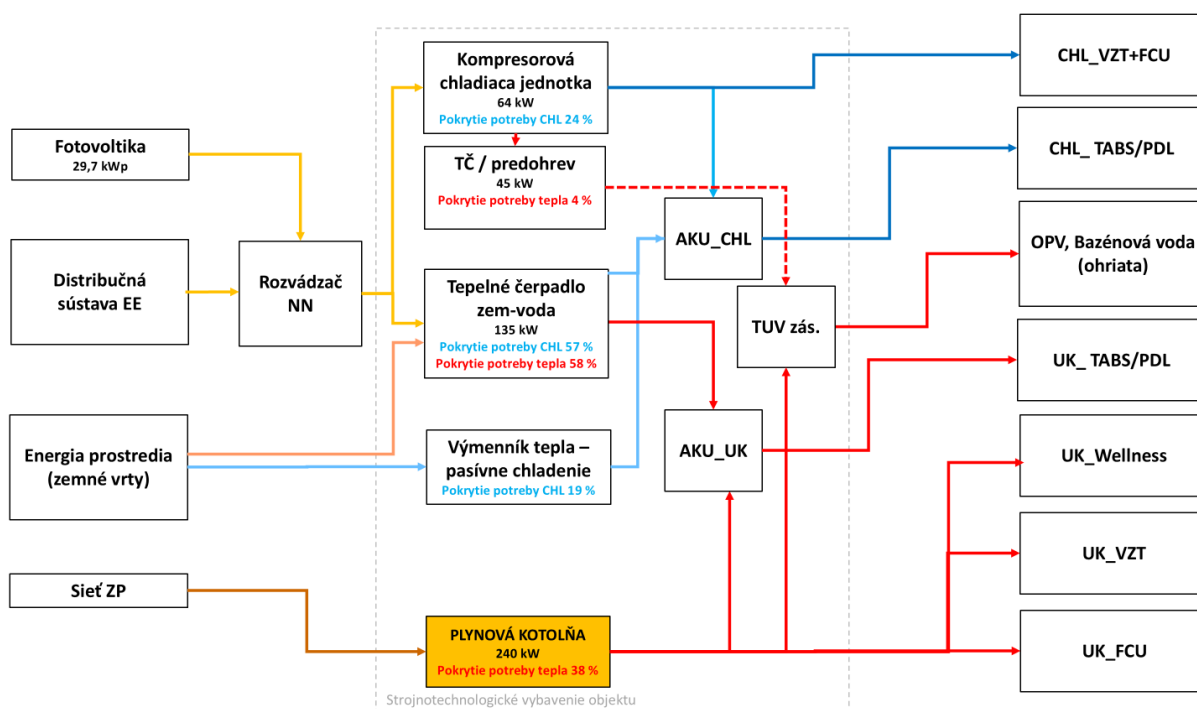 Fotovoltika
29,7 kWp
Distribučná
sústava EE
Energia prostredia
(zemné vrty)
Sieť ZP
Rozvádzač
NN
Kompresorová
chladiaca jednotka
64 kW
Pokrytie potreby CHL 24 %
TČ / predohrev
45 kW
Pokrytie potreby tepla 4 %
Tepelné čerpadlo
zem-voda
135 kW
Pokrytie potreby CHL 57 %
Pokrytie potreby tepla 58 %
Výmenník tepla –
pasívne chladenie
Pokrytie potreby CHL 19 %
PLYNOVÁ KOTOLŇA
240 kW
Pokrytie potreby tepla 38 %
Strojnotechnologické vybavenie objektu
AKU_CHL
AKU_UK
TUV zás.
CHL_VZT+FCU
CHL_ TABS/PDL
OPV, Bazénová voda
(ohriata)
UK_ TABS/PDL
UK_Wellness
UK_VZT
UK_FCU